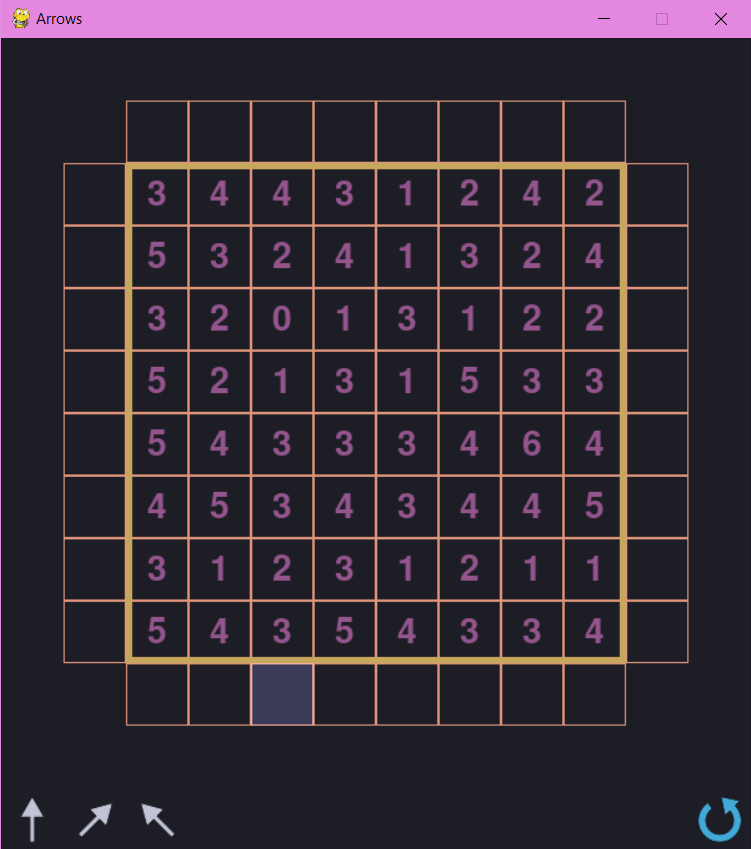 Arrows
3 4 4 3 1 2 4 2
5 3 2 4 1 3 2 4
3 2 0 1 3 1 2 2
5 2 1 3 1 5 3 3
5 4 3 3 3 4 6 4
4 5 3 4 3 4 4 5
3 1 2 3 1 2 1 1
5 4 3 5 4 3 3 4